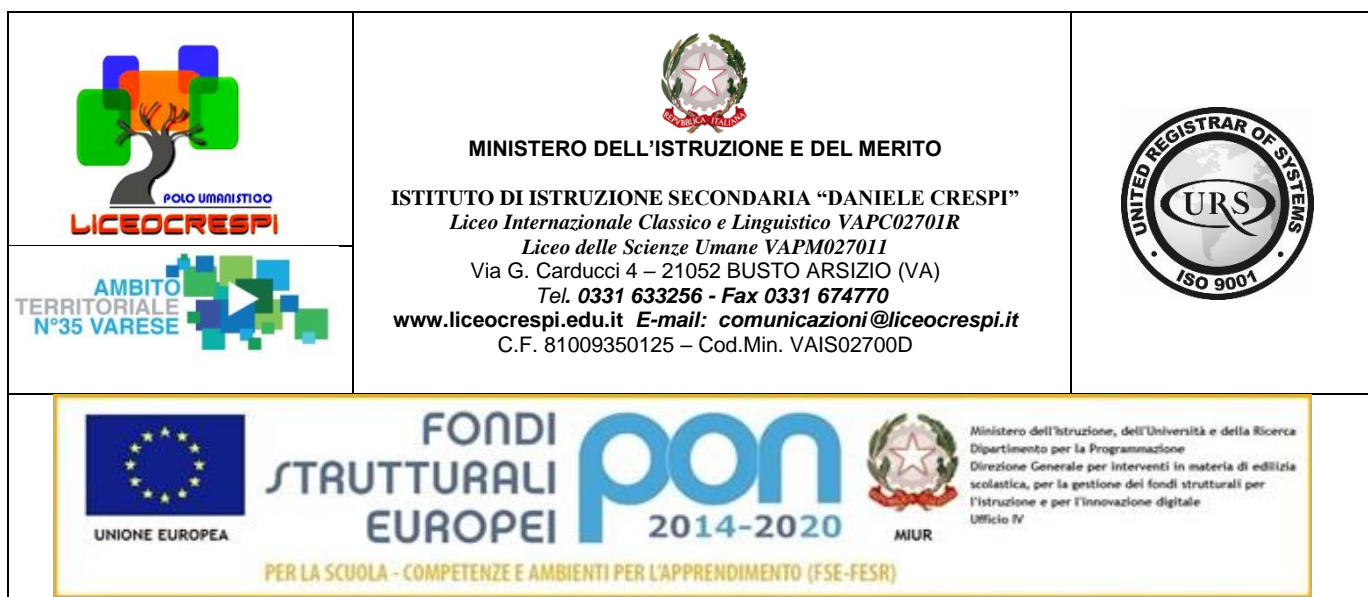 POLO UMANISTICO
LICEOCRESPI
AMBITO
TERRITORIALE
N°35 VARESE
REPVBBLICA ITALIANA
MINISTERO DELL'ISTRUZIONE E DEL MERITO
ISTITUTO DI ISTRUZIONE SECONDARIA “DANIELE CRESPI”
Liceo Internazionale Classico e Linguistico VAPC02701R
Liceo delle Scienze Umane VAPM027011
Via G. Carducci 4 – 21052 BUSTO ARSIZIO (VA)
Tel. 0331 633256 - Fax 0331 674770
www.liceocrespi.edu.it E-mail: comunicazioni@liceocrespi.it
C.F. 81009350125 – Cod.Min. VAIS02700D
UNITED REGISTRAR OF SYSTEMS
URS
ISO 9001
UNIONE EUROPEA
FONDI
STRUTTURALI
EUROPEI
pon
2014-2020
MIUR
Ministero dell'Istruzione, dell'Università e della Ricerca
Dipartimento per la Programmazione
Direzione Generale per interventi in materia di edilizia
scolastica, per la gestione dei fondi strutturali per
l'istruzione e per l'innovazione digitale
Ufficio IV
PER LA SCUOLA - COMPETENZE E AMBIENTI PER L'APPRENDIMENTO (FSE-FESR)